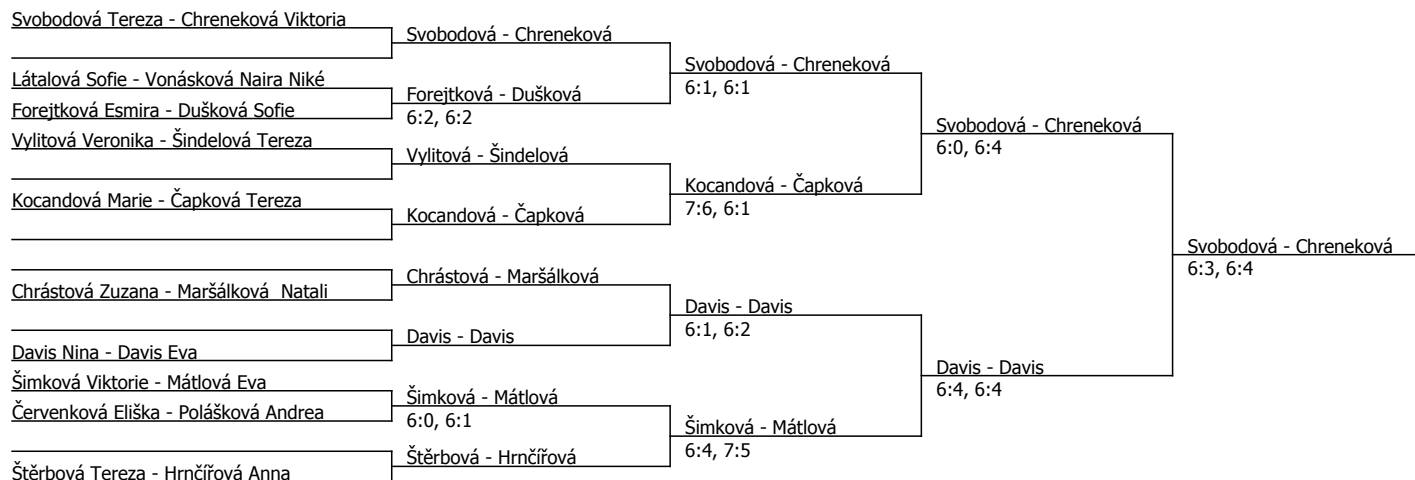 Svobodová Tereza - Chreneková Viktoria
Látalová Sofie - Vonásková Naira Niké
Forejtková Esmira - Dušková Sofie
Vylitová Veronika - Šindelová Tereza
Kocandová Marie - Čapková Tereza
Chrástová Zuzana - Maršálková  Natali
Davis Nina - Davis Eva
Šimková Viktorie - Mátlová Eva
Červenková Eliška - Polášková Andrea
Štěrbová Tereza - Hrnčířová Anna
Svobodová - Chreneková
Forejtková - Dušková
6:2, 6:2
Vylitová - Šindelová
Kocandová - Čapková
Chrástová - Maršálková
Davis - Davis
Šimková - Mátlová
6:0, 6:1
Štěrbová - Hrnčířová
Svobodová - Chreneková
6:1, 6:1
Kocandová - Čapková
7:6, 6:1
Davis - Davis
6:1, 6:2
Šimková - Mátlová
6:4, 7:5
Svobodová - Chreneková
6:0, 6:4
Davis - Davis
6:4, 6:4
Svobodová - Chreneková
6:3, 6:4